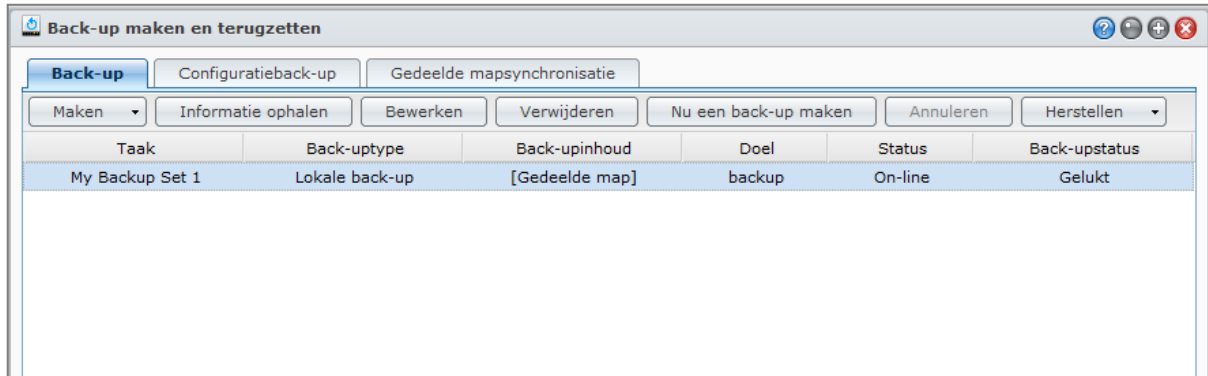 Back-up maken en terugzetten
Back-up Configuratieback-up Gedeelde mapsynchronisatie
Maken Informatie ophalen Bewerken Verwijderen Nu een back-up maken Annuleren Herstellen
Taak Back-uptype Back-upinhoud Doel Status Back-upstatus
My Backup Set 1 Lokale back-up [Gedeelde map] backup On-line Gelukt